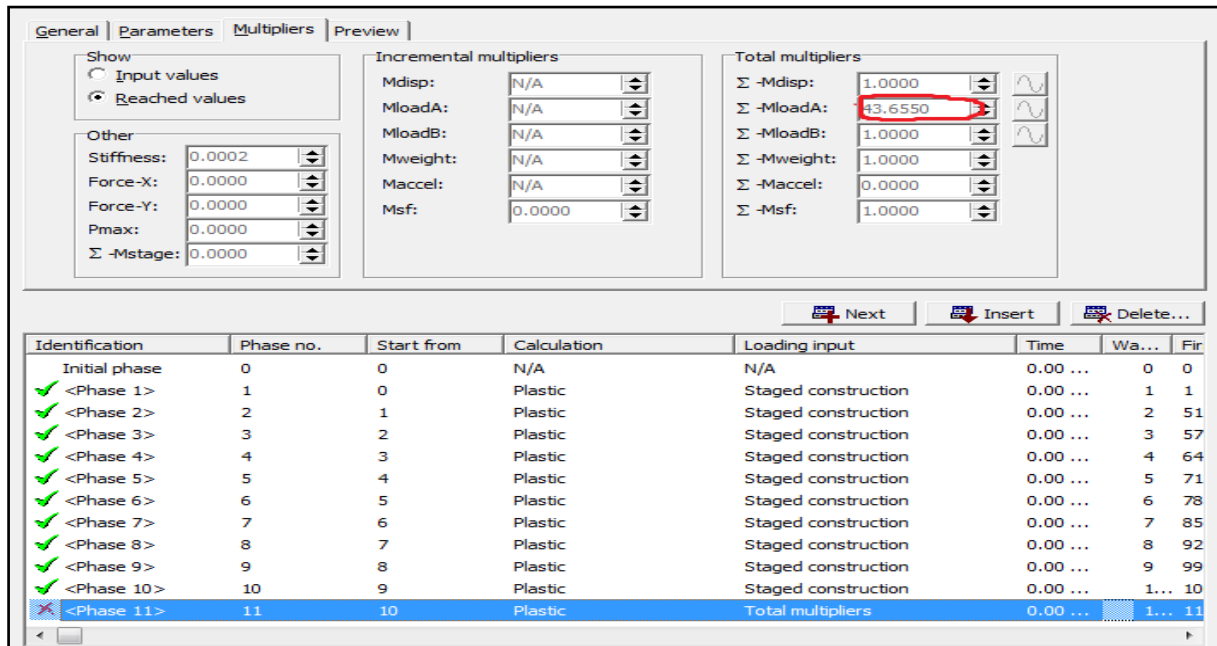 General Parameters Multipliers Preview
Show
Input values
Reached values
Other
Stiffness: 0.0002
Force-X: 0.0000
Force-Y: 0.0000
Pmax: 0.0000
Σ -Mstage: 0.0000
Incremental multipliers
Mdisp: N/A
MloadA: N/A
MloadB: N/A
Mweight: N/A
Maccel: N/A
Msf: 0.0000
Total multipliers
Σ -Mdisp: 1.0000
Σ -MloadA: 43.6550
Σ -MloadB: 1.0000
Σ -Mweight: 1.0000
Σ -Maccel: 0.0000
Σ -Msf: 1.0000
Next Insert Delete...
Identification Phase no. Start from Calculation Loading input Time Wa... Fir
Initial phase 0 0 N/A N/A 0.00 ... 0 0
<Phase 1> 1 0 Plastic Staged construction 0.00 ... 1 1
<Phase 2> 2 1 Plastic Staged construction 0.00 ... 2 51
<Phase 3> 3 2 Plastic Staged construction 0.00 ... 3 57
<Phase 4> 4 3 Plastic Staged construction 0.00 ... 4 64
<Phase 5> 5 4 Plastic Staged construction 0.00 ... 5 71
<Phase 6> 6 5 Plastic Staged construction 0.00 ... 6 78
<Phase 7> 7 6 Plastic Staged construction 0.00 ... 7 85
<Phase 8> 8 7 Plastic Staged construction 0.00 ... 8 92
<Phase 9> 9 8 Plastic Staged construction 0.00 ... 9 99
<Phase 10> 10 9 Plastic Staged construction 0.00 ... 1... 10
<Phase 11> 11 10 Plastic Total multipliers 0.00 ... 1... 11